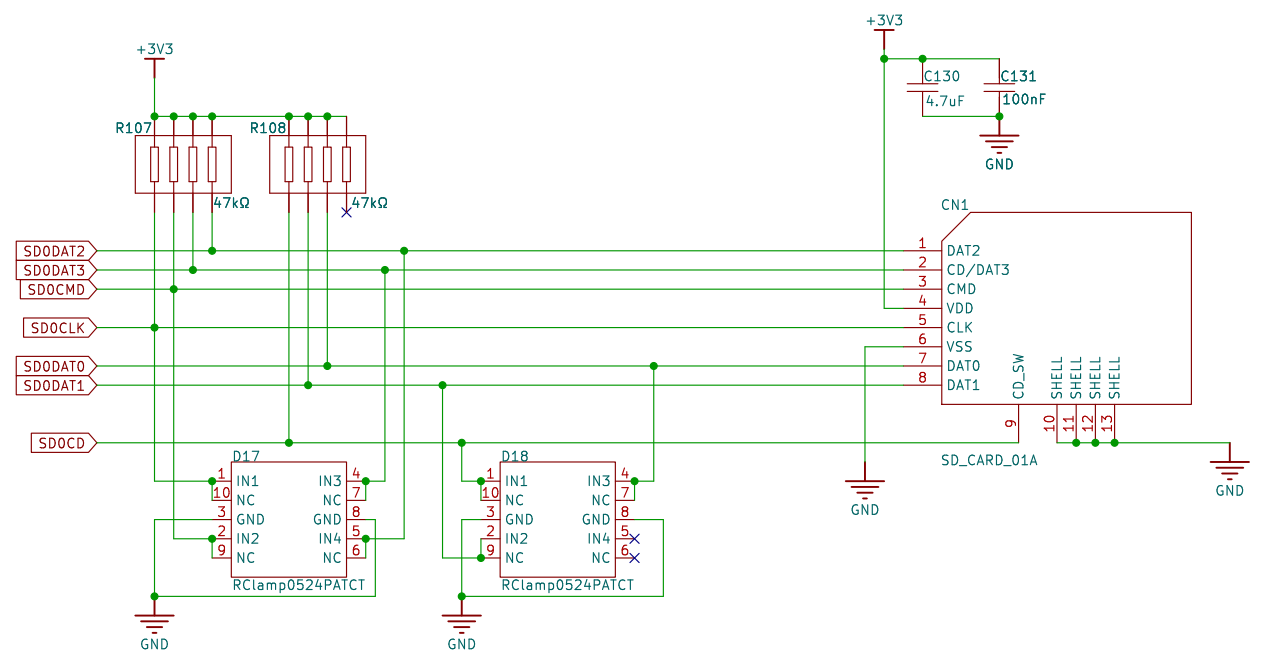 +3V3
+3V3
C130
4.7uF
C131
100nF
GND
R107
47kΩ
R108
47kΩ
CN1
SD0DAT2
SD0DAT3
SD0CMD
SD0CLK
SD0DAT0
SD0DAT1
SD0CD
1 DAT2
2 CD/DAT3
3 CMD
4 VDD
5 CLK
6 VSS
7 DAT0
8 DAT1
9 CD_SW
10 SHELL
11 SHELL
12 SHELL
13 SHELL
SD_CARD_01A
GND
GND
D17
1 IN1 IN3 4
10 NC NC 7
3 GND GND 8
2 IN2 IN4 5
9 NC NC 6
RClamp0524PATCT
GND
D18
1 IN1 IN3 4
10 NC NC 7
3 GND GND 8
2 IN2 IN4 5
9 NC NC 6
RClamp0524PATCT
GND